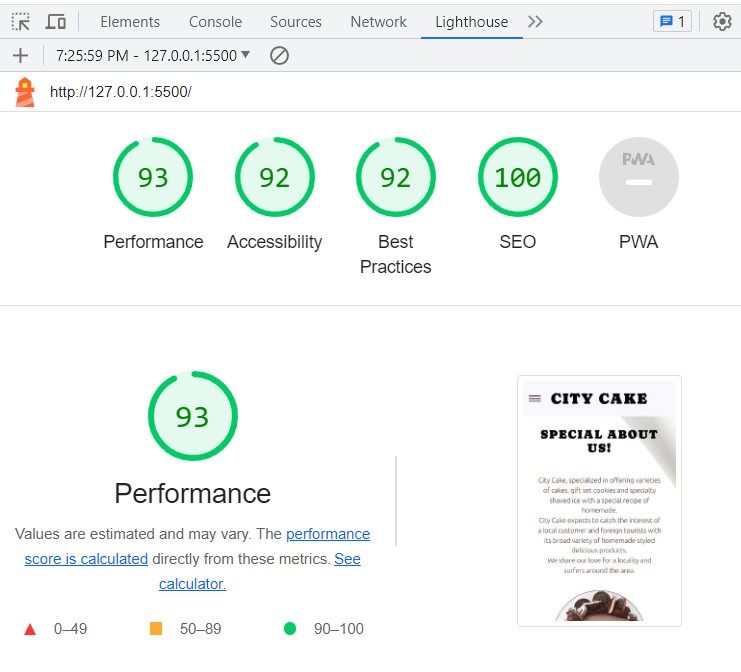 Elements Console Sources Network Lighthouse 1
7:25:59 PM - 127.0.0.1:5500
http://127.0.0.1:5500/
93 92 92 100 PWA
Performance Accessibility Best Practices SEO PWA
93
Performance
Values are estimated and may vary. The performance
score is calculated directly from these metrics. See
calculator.
0–49 50–89 90–100
CITY CAKE
SPECIAL ABOUT
US!
City Cake, specialized in offering varieties
of cakes, gift set cookies and specialty
shaved ice with a special recipe of
homemade.
City Cake expects to catch the interest of
a local customer and foreign tourists with
its broad variety of homemade styled
delicious products.
We share our love for a locality and
surfers around the area.